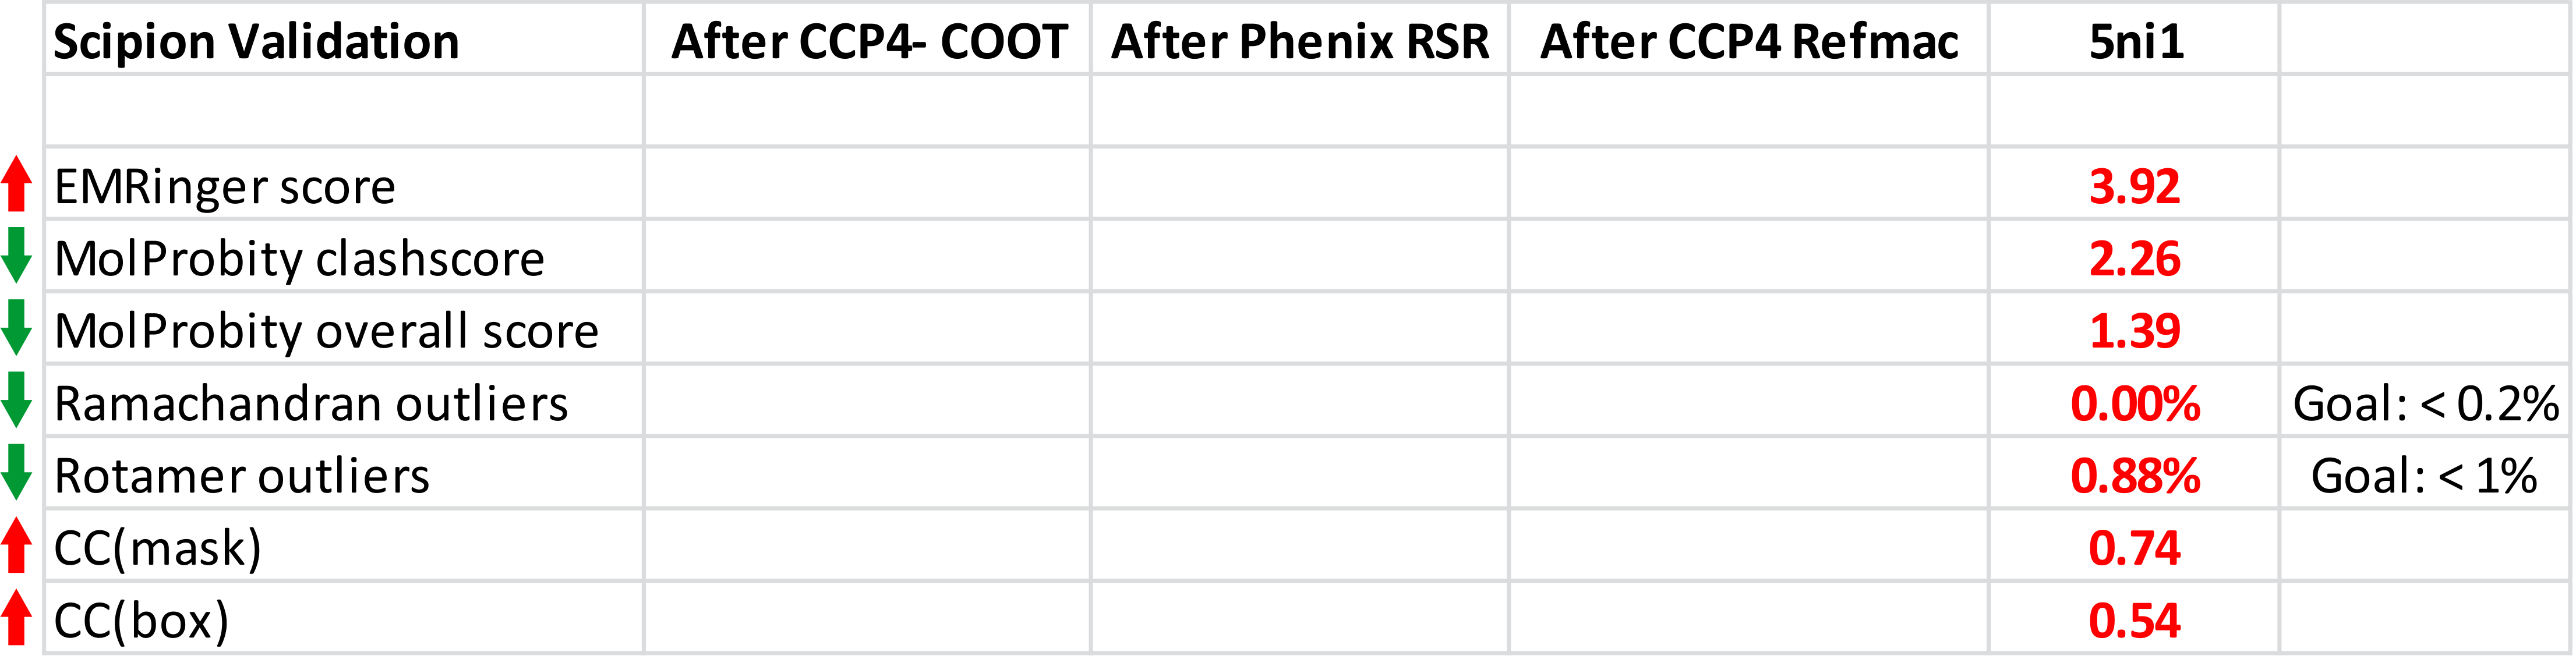 Scipion Validation After CCP4- COOT After Phenix RSR After CCP4 Refmac 5ni1
EMRinger score 3.92
MolProbity clashscore 2.26
MolProbity overall score 1.39
Ramachandran outliers 0.00% Goal: < 0.2%
Rotamer outliers 0.88% Goal: < 1%
CC(mask) 0.74
CC(box) 0.54